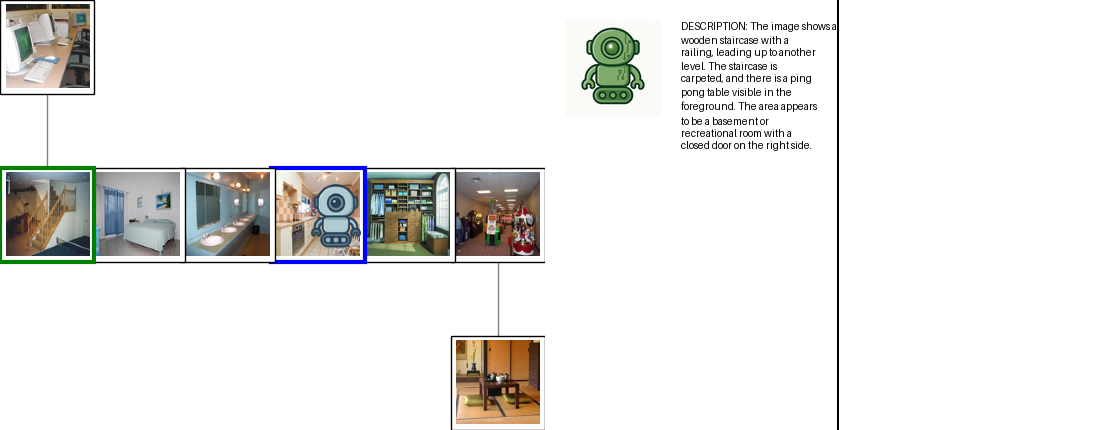 DESCRIPTION: The image shows a
wooden staircase with a
railing, leading up to another
level. The staircase is
carpeted, and there is a ping
pong table visible in the
foreground. The area appears
to be a basement or
recreational room with a
closed door on the right side.